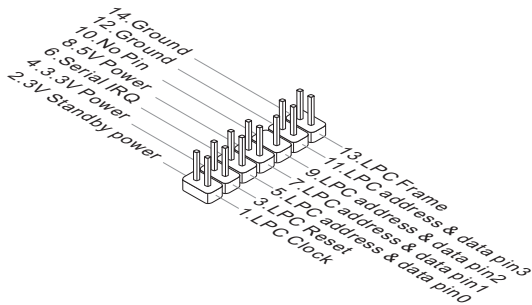 14.Ground
12.Ground
10.No Pin
8.5V Power
6.Serial IRQ
4.3.3V Power
2.3V Standby power
13.LPC Frame
11.LPC address & data pin3
9.LPC address & data pin2
7.LPC address & data pin1
5.LPC address & data pin0
3.LPC Reset
1.LPC Clock